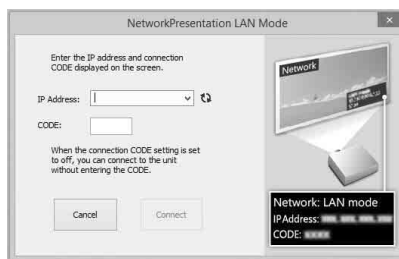 NetworkPresentation LAN Mode
Enter the IP address and connection
CODE displayed on the screen.
IP Address:
CODE:
When the connection CODE setting is set
to off, you can connect to the unit
without entering the CODE.
Cancel
Connect
Network
Network: LAN mode
IPAddress:
CODE: